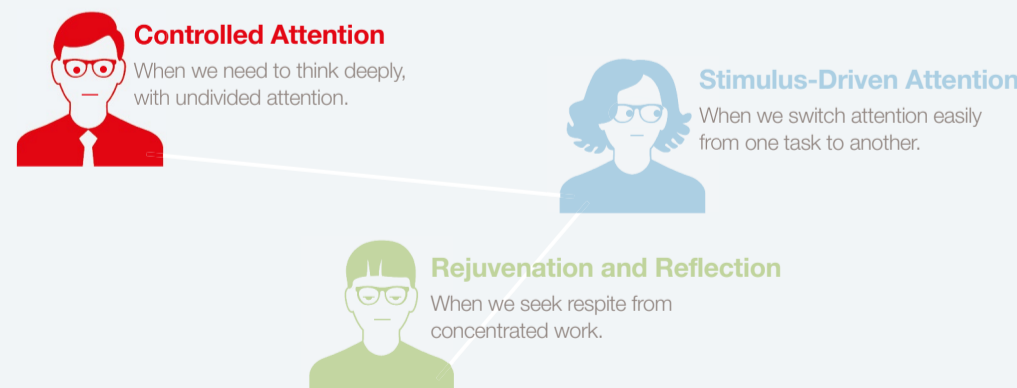 Controlled Attention
When we need to think deeply,
with undivided attention.
Stimulus-Driven Attention
When we switch attention easily
from one task to another.
Rejuvenation and Reflection
When we seek respite from
concentrated work.